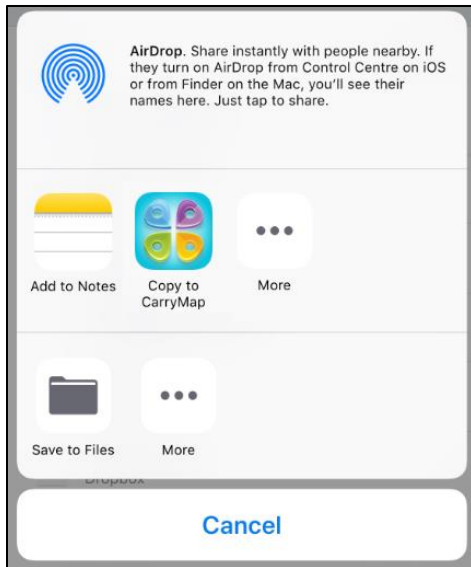 AirDrop. Share instantly with people nearby. If
they turn on AirDrop from Control Centre on iOS
or from Finder on the Mac, you'll see their
names here. Just tap to share.
Add to Notes
Copy to
CarryMap
More
Save to Files
More
Dropbox
Cancel